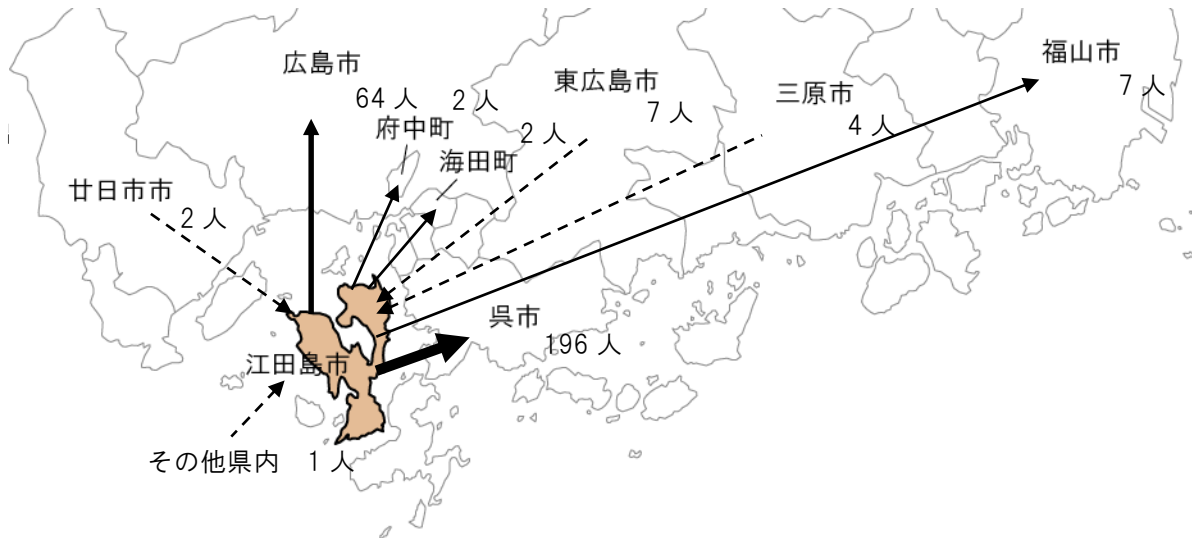 広島市
64 人
府中町
2 人
海田町
2 人
東広島市
7 人
三原市
4 人
福山市
7 人
廿日市市
2 人
呉市
196 人
江田島市
その他県内 1 人